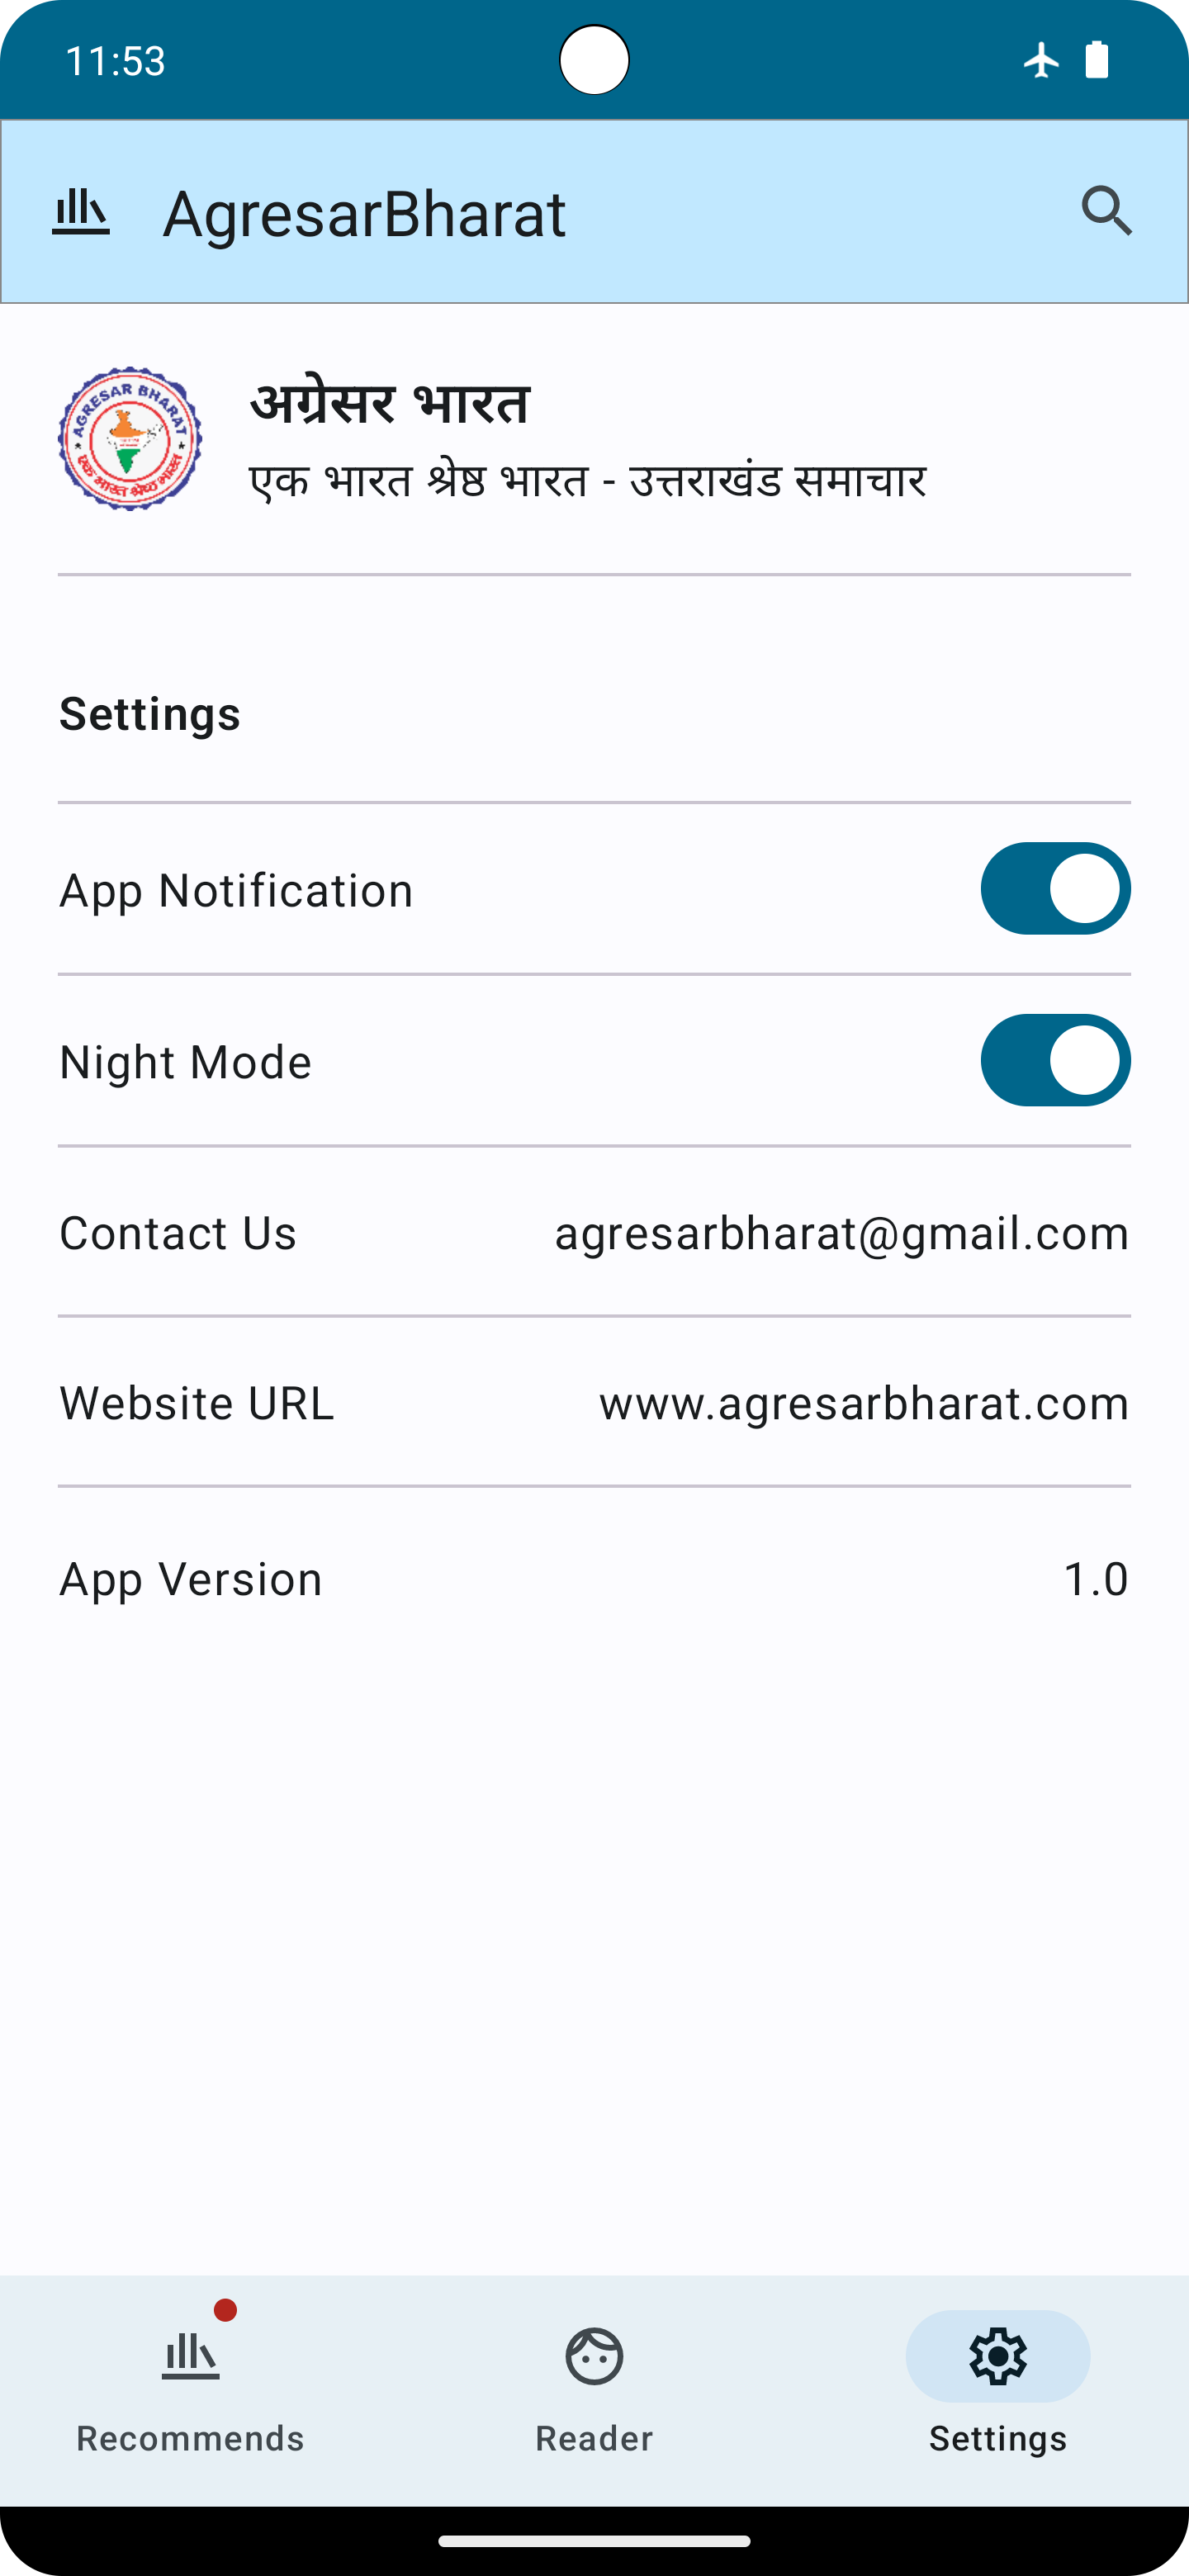 11:53
AgresarBharat
AGRESAR BHARAT
एक भारत श्रेष्ठ भारत
अग्रेसर भारत
एक भारत श्रेष्ठ भारत - उत्तराखंड समाचार
Settings
App Notification
Night Mode
Contact Us agresarbharat@gmail.com
Website URL www.agresarbharat.com
App Version 1.0
Recommends Reader Settings